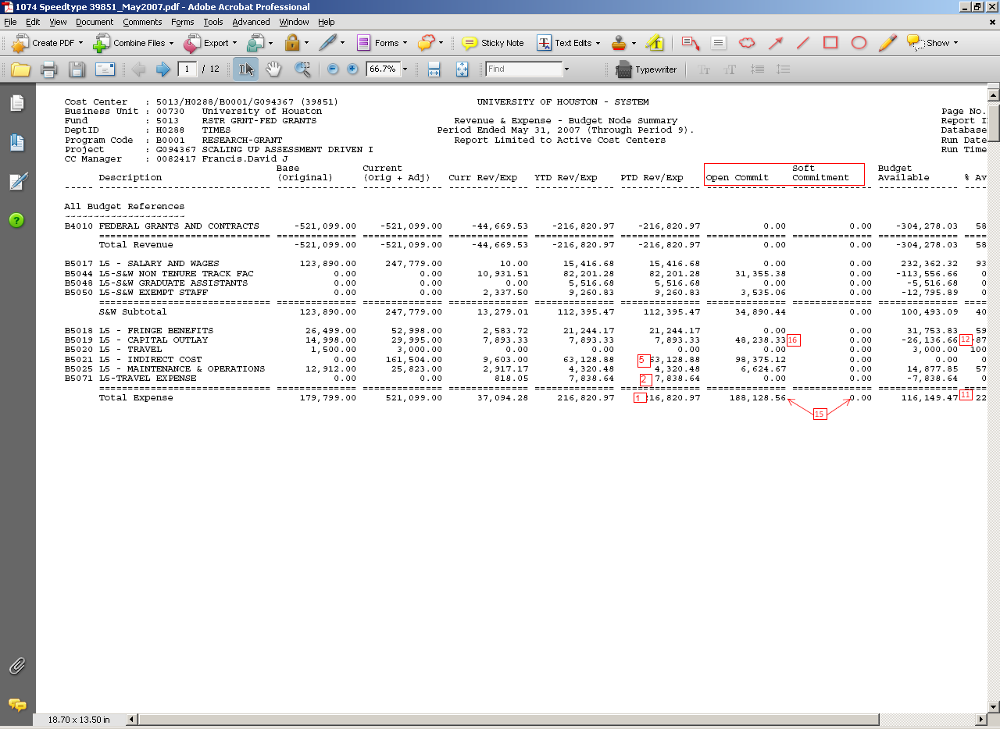 1074 Speedtype 39851_May2007.pdf - Adobe Acrobat Professional
File Edit View Document Comments Forms Tools Advanced Window Help
Create PDF Combine Files Export Forms Sticky Note Text Edits Show
1 / 12 66.7% Find Typewriter
Cost Center : 5013/H0288/B0001/G094367 (39851) UNIVERSITY OF HOUSTON - SYSTEM
Business Unit : 00730 University of Houston Page No.
Fund : 5013 RSTR GRNT-FED GRANTS Revenue & Expense - Budget Node Summary Report I
DeptID : H0288 TIMES Period Ended May 31, 2007 (Through Period 9). Database
Program Code : B0001 RESEARCH-GRANT Report Limited to Active Cost Centers Run Date
Project : G094367 SCALING UP ASSESSMENT DRIVEN I Run Time
CC Manager : 0082417 Francis.David J
Base Current Soft Budget
Description (Original) (Orig + Adj) Curr Rev/Exp YTD Rev/Exp PTD Rev/Exp Open Commit Commitment Available % Av
All Budget References
B4010 FEDERAL GRANTS AND CONTRACTS -521,099.00 -521,099.00 -44,669.53 -216,820.97 -216,820.97 0.00 0.00 -304,278.03 58
Total Revenue -521,099.00 -521,099.00 -44,669.53 -216,820.97 -216,820.97 0.00 0.00 -304,278.03 58
B5017 L5 - SALARY AND WAGES 123,890.00 247,779.00 10.00 15,416.68 15,416.68 0.00 0.00 232,362.32 93
B5044 L5-S&W NON TENURE TRACK FAC 0.00 0.00 10,931.51 82,201.28 82,201.28 31,355.38 0.00 -113,556.66 0
B5048 L5-S&W GRADUATE ASSISTANTS 0.00 0.00 0.00 5,516.68 5,516.68 0.00 0.00 -5,516.68 0
B5050 L5-S&W EXEMPT STAFF 0.00 0.00 2,337.50 9,260.83 9,260.83 3,535.06 0.00 -12,795.89 0
S&W Subtotal 123,890.00 247,779.00 13,279.01 112,395.47 112,395.47 34,890.44 0.00 100,493.09 40
B5018 L5 - FRINGE BENEFITS 26,499.00 52,998.00 2,583.72 21,244.17 21,244.17 0.00 0.00 31,753.83 59
B5019 L5 - CAPITAL OUTLAY 14,998.00 29,995.00 7,893.33 7,893.33 7,893.33 48,238.33 16 0.00 -26,136.66 12 -87
B5020 L5 - TRAVEL 1,500.00 3,000.00 0.00 0.00 0.00 0.00 0.00 3,000.00 100
B5021 L5 - INDIRECT COST 0.00 161,504.00 9,603.00 63,128.88 5 63,128.88 98,375.12 0.00 0.00 0
B5025 L5 - MAINTENANCE & OPERATIONS 12,912.00 25,823.00 2,917.17 4,320.48 4,320.48 6,624.67 0.00 14,877.85 57
B5071 L5-TRAVEL EXPENSE 0.00 0.00 818.05 7,838.64 2 7,838.64 0.00 0.00 -7,838.64 0
Total Expense 179,799.00 521,099.00 37,094.28 216,820.97 1 16,820.97 188,128.56 0.00 116,149.47 11 22
15
18.70 x 13.50 in